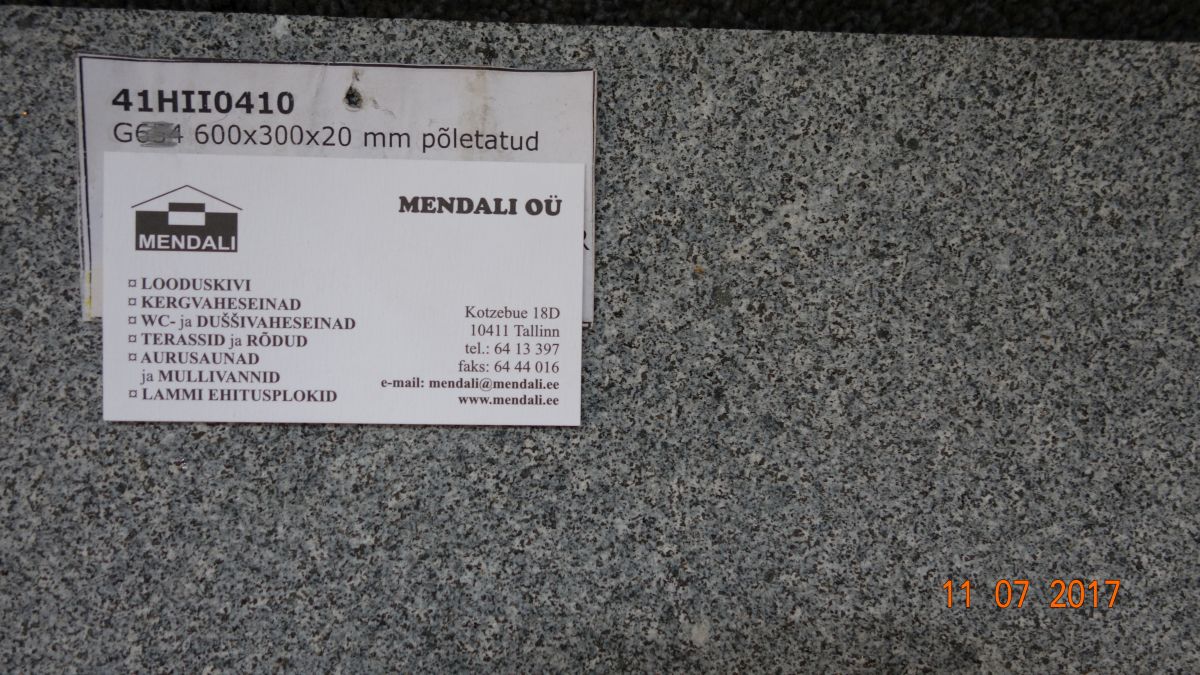 41HII0410
600x300x20 mm põletatud
MENDALI
MENDALI OÜ
¤ LOODUSKIVI
¤ KERGVAHESEINAD
¤ WC- ja DUŠŠIVAHESEINAD
¤ TERASSID ja RÕDUD
¤ AURUSAUNAD
ja MULLIVANNID
¤ LAMMI EHITUSPLOKID
Kotzebue 18D
10411 Tallinn
tel.: 64 13 397
faks: 64 44 016
e-mail: mendali@mendali.ee
www.mendali.ee
11 07 2017